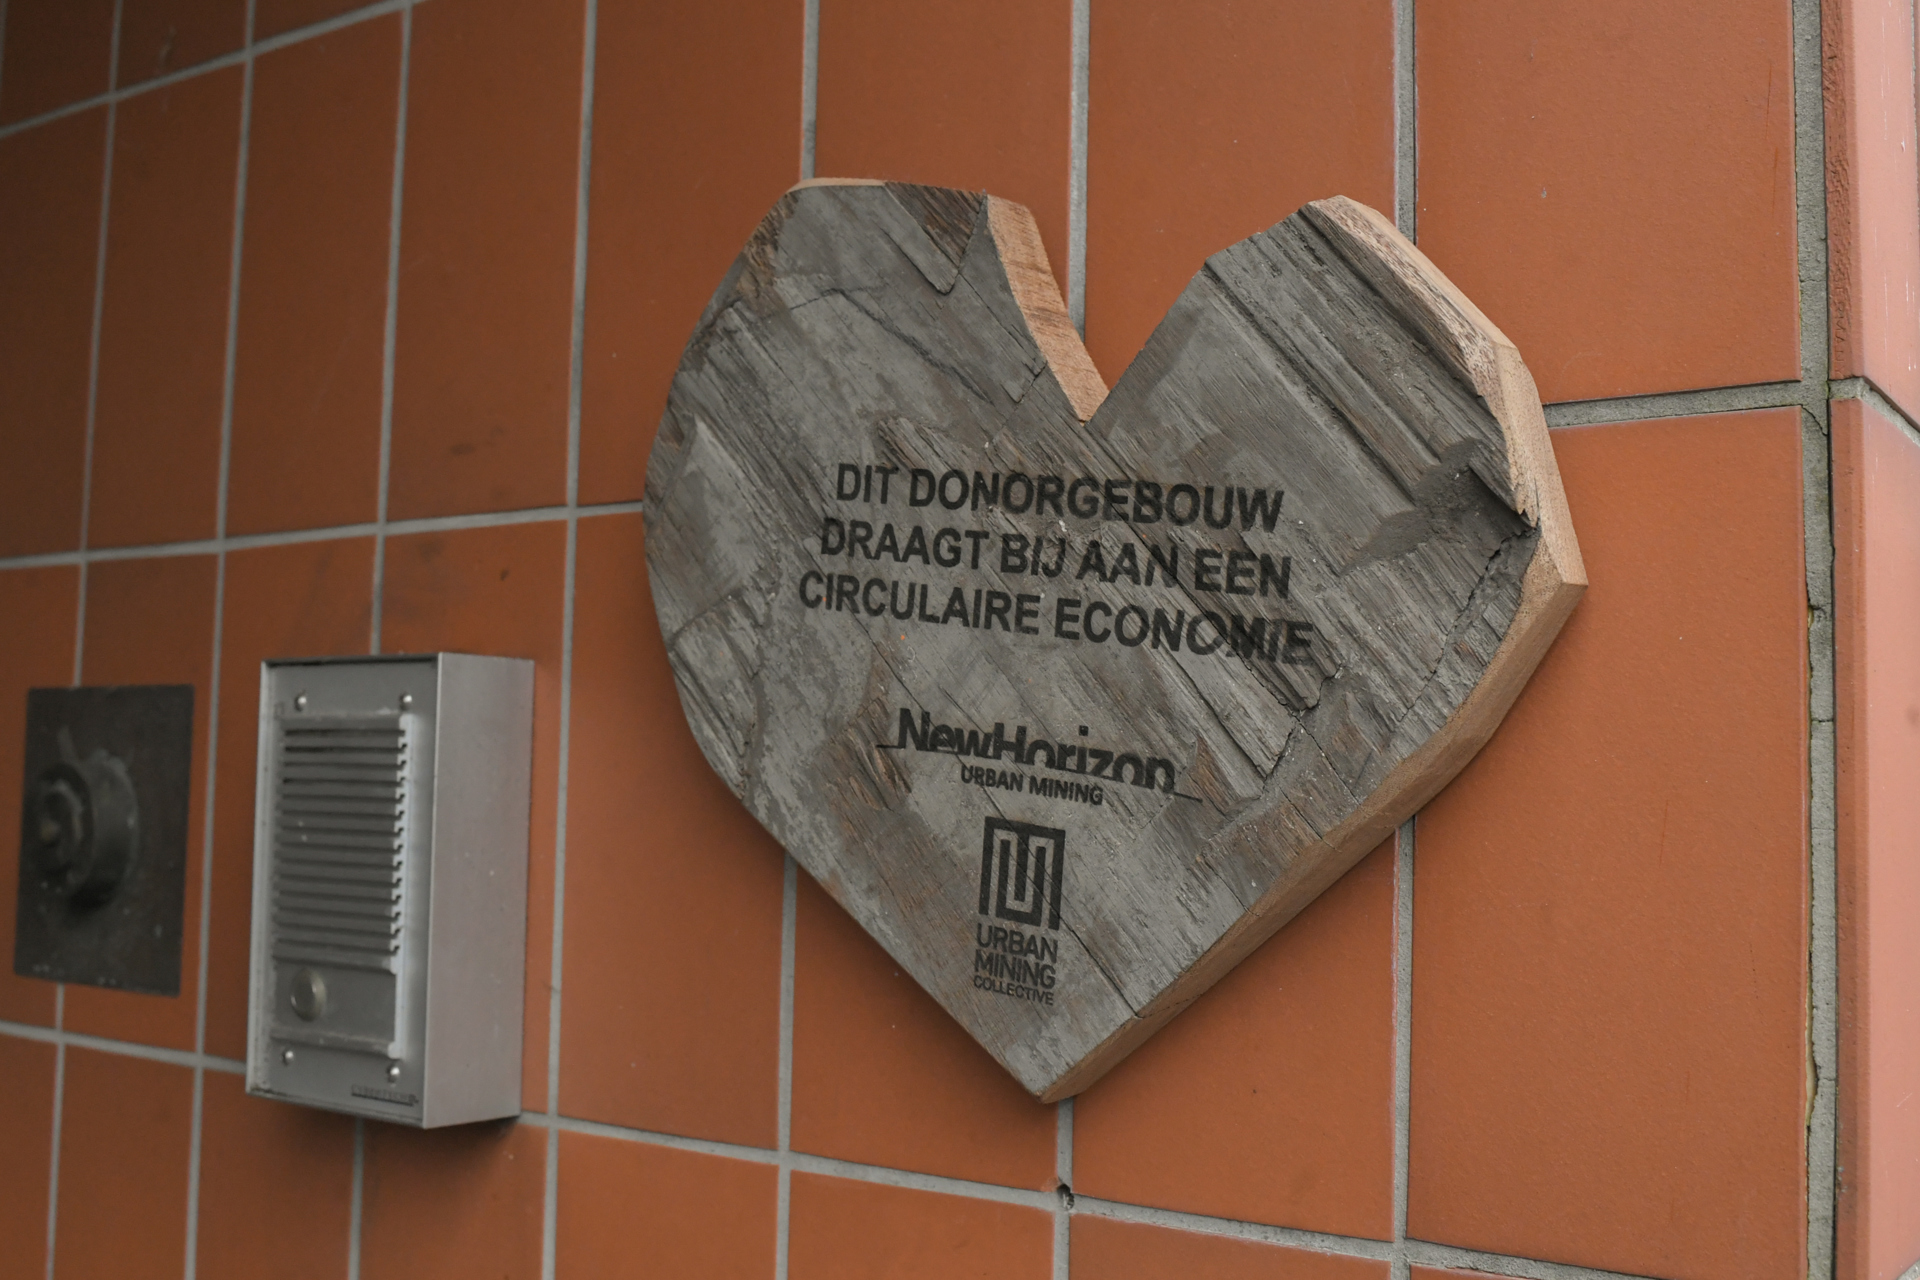 DIT DONORGEBOUW
DRAAGT BIJ AAN EEN
CIRCULAIRE ECONOMIE
NewHorizon
URBAN MINING
URBAN
MINING
COLLECTIVE